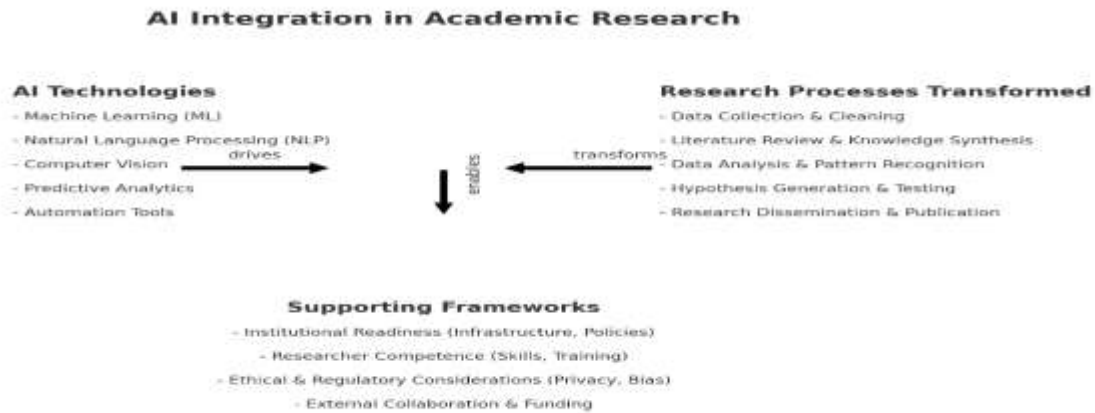 AI Integration in Academic Research
AI Technologies
- Machine Learning (ML)
- Natural Language Processing (NLP)
- Computer Vision
- Predictive Analytics
- Automation Tools
drives
enables
transforms
Research Processes Transformed
- Data Collection & Cleaning
- Literature Review & Knowledge Synthesis
- Data Analysis & Pattern Recognition
- Hypothesis Generation & Testing
- Research Dissemination & Publication
Supporting Frameworks
- Institutional Readiness (Infrastructure, Policies)
- Researcher Competence (Skills, Training)
- Ethical & Regulatory Considerations (Privacy, Bias)
- External Collaboration & Funding